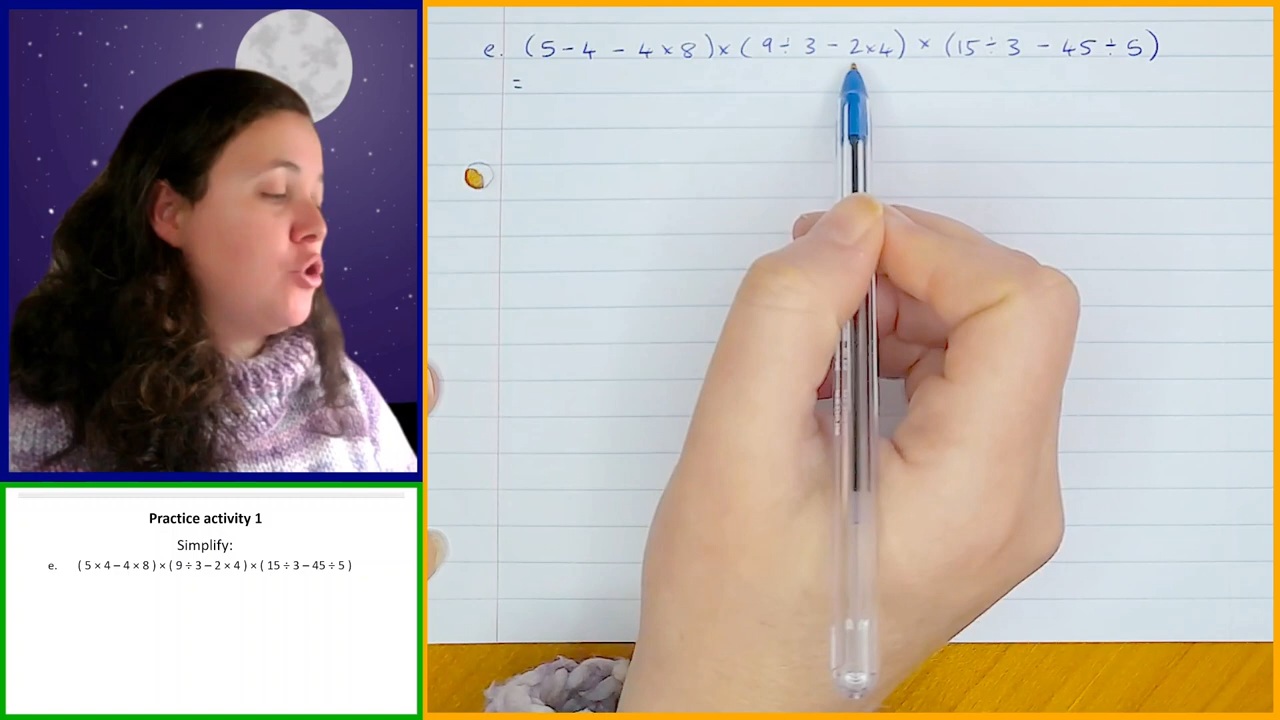 e. (5 - 4 - 4 × 8) × (9 ÷ 3 - 2 × 4) × (15 ÷ 3 - 45 ÷ 5)
=
Practice activity 1
Simplify:
e. ( 5 × 4 – 4 × 8 ) × ( 9 ÷ 3 – 2 × 4 ) × ( 15 ÷ 3 – 45 ÷ 5 )